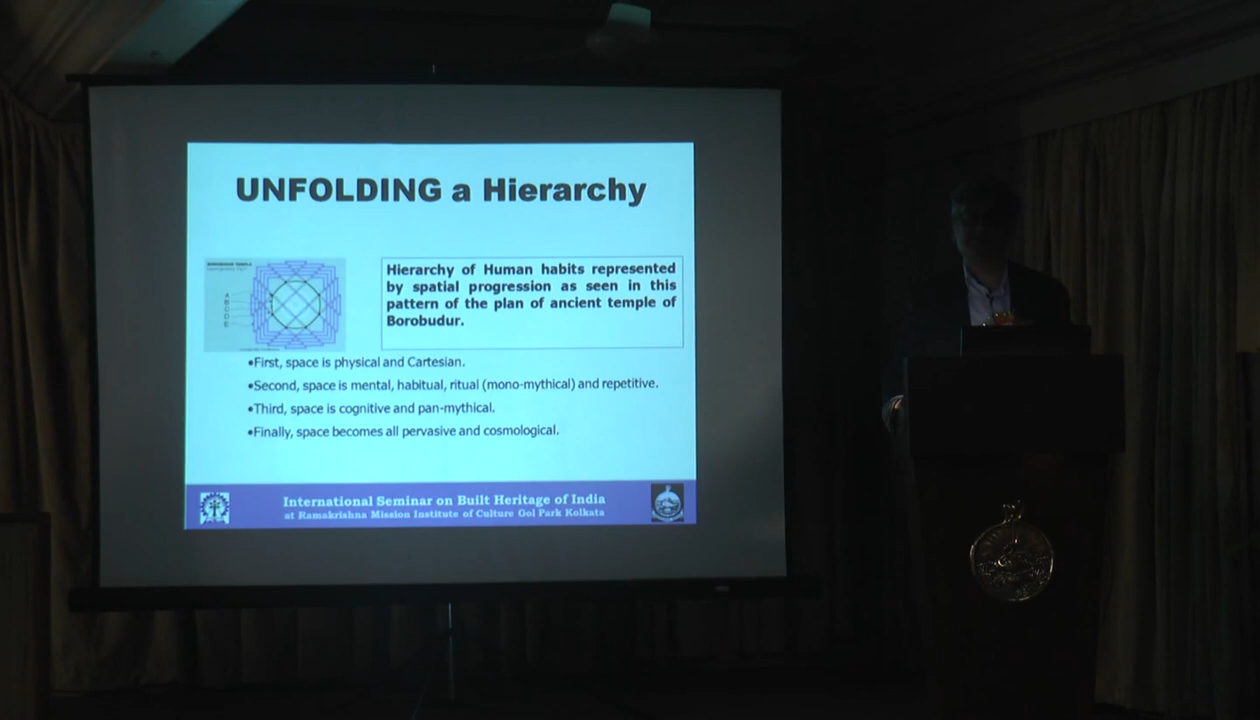 UNFOLDING a Hierarchy
BOROBUDUR TEMPLE
A
B
C
D
E
Hierarchy of Human habits represented
by spatial progression as seen in this
pattern of the plan of ancient temple of
Borobudur.
•First, space is physical and Cartesian.
•Second, space is mental, habitual, ritual (mono-mythical) and repetitive.
•Third, space is cognitive and pan-mythical.
•Finally, space becomes all pervasive and cosmological.
International Seminar on Built Heritage of India
at Ramakrishna Mission Institute of Culture Gol Park Kolkata